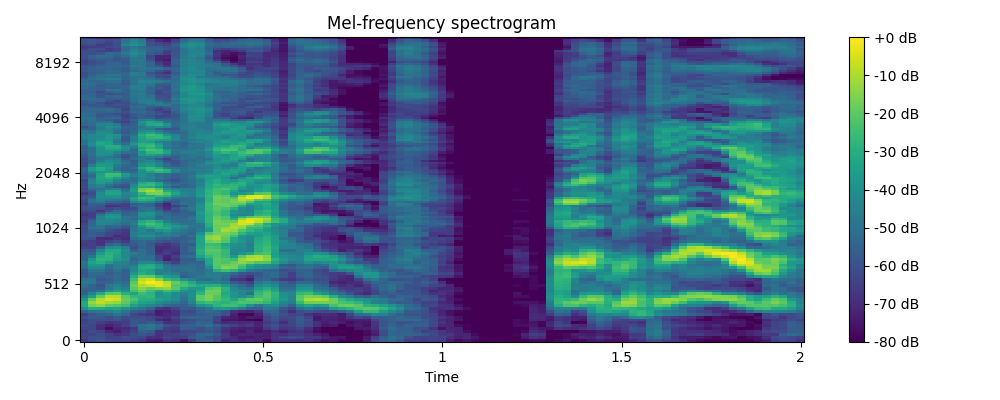 Mel-frequency spectrogram
Hz
8192
4096
2048
1024
512
0
0
0.5
1
1.5
2
Time
+0 dB
-10 dB
-20 dB
-30 dB
-40 dB
-50 dB
-60 dB
-70 dB
-80 dB